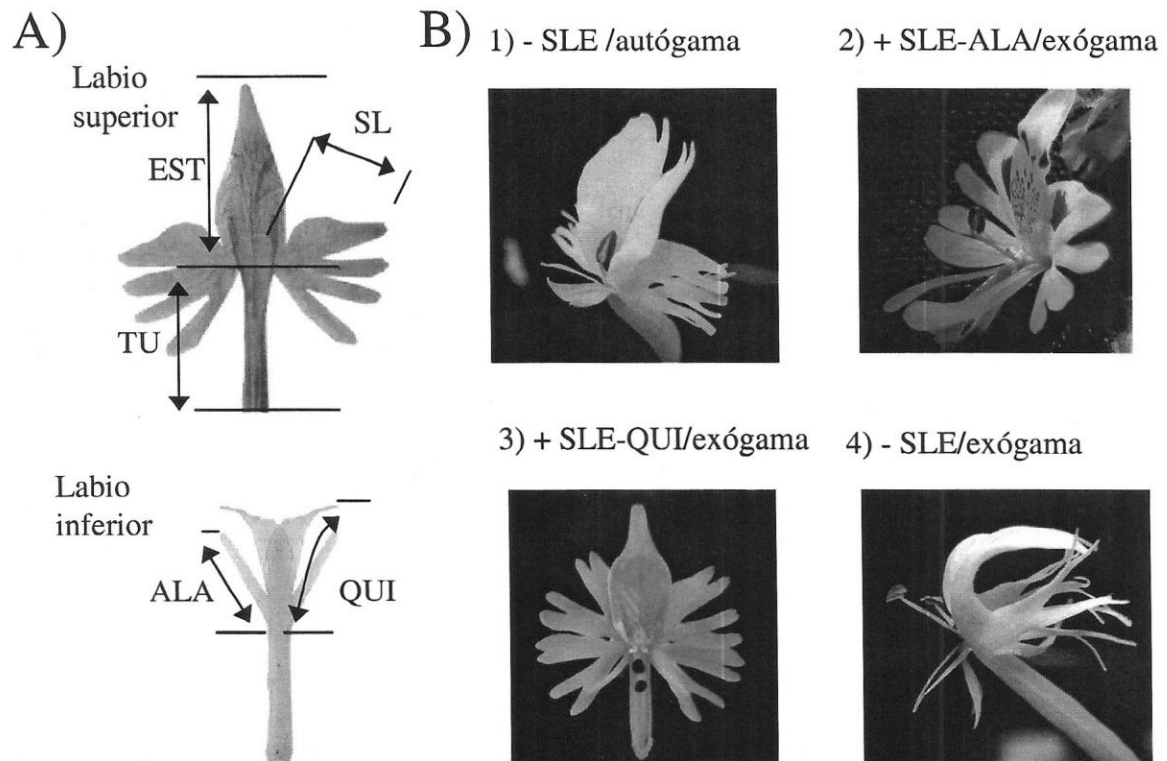 A)
Labio
superior
EST
SL
TU
Labio
inferior
ALA
QUI
B)
1) - SLE /autógama
2) + SLE-ALA/exógama
3) + SLE-QUI/exógama
4) - SLE/exógama